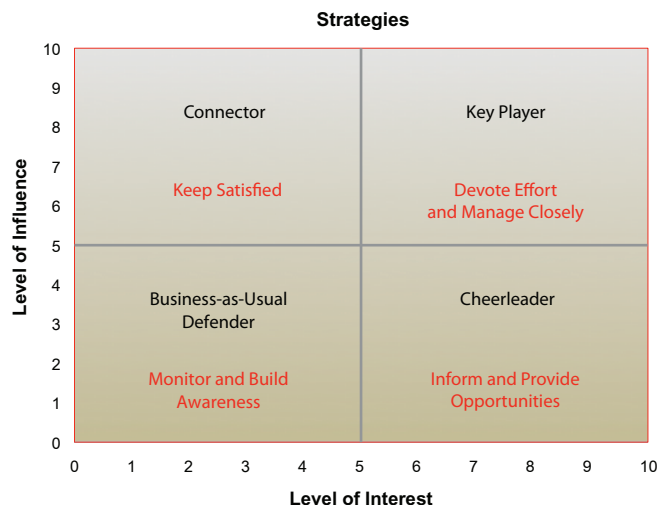 Strategies
10
9
8
7
6
5
4
3
2
1
0
Level of Influence
Connector
Key Player
Keep Satisfied
Devote Effort
and Manage Closely
Business-as-Usual
Defender
Cheerleader
Monitor and Build
Awareness
Inform and Provide
Opportunities
0 1 2 3 4 5 6 7 8 9 10
Level of Interest